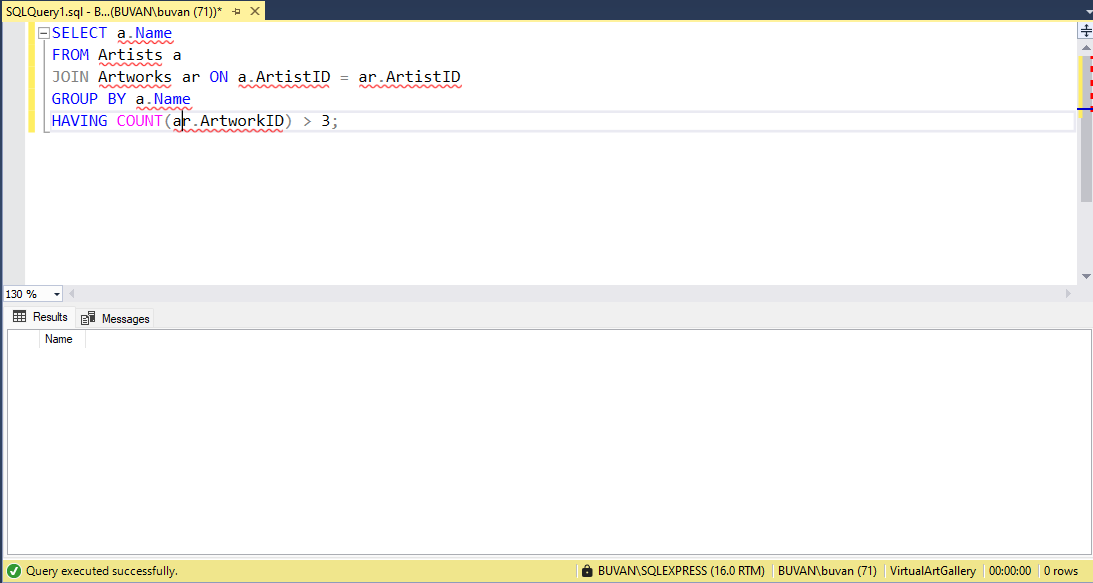 SQLQuery1.sql - B...(BUVAN\buvan (71))*
SELECT a.Name
FROM Artists a
JOIN Artworks ar ON a.ArtistID = ar.ArtistID
GROUP BY a.Name
HAVING COUNT(ar.ArtworkID) > 3;
130 %
Results Messages
Name
Query executed successfully. BUVAN\SQLEXPRESS (16.0 RTM) BUVAN\buvan (71) VirtualArtGallery 00:00:00 0 rows